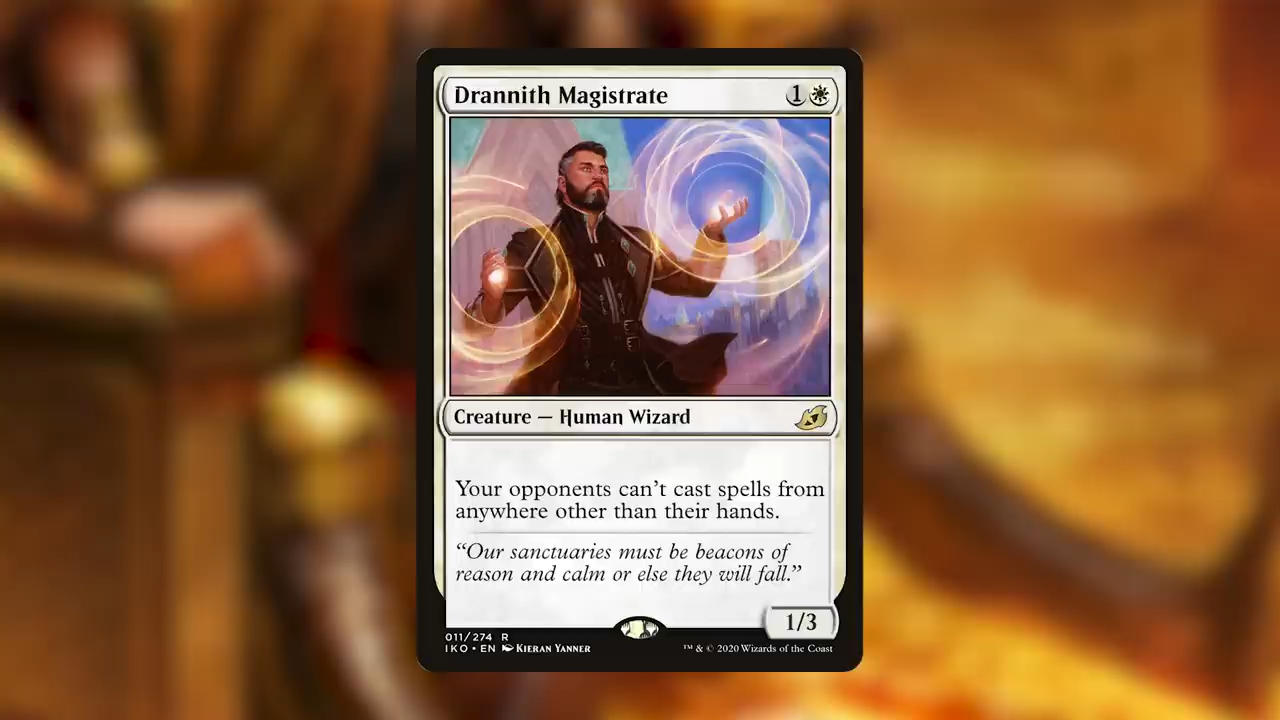 Drannith Magistrate
1
Creature — Human Wizard
Your opponents can't cast spells from
anywhere other than their hands.
“Our sanctuaries must be beacons of
reason and calm or else they will fall.”
1/3
011/274 R
IKO • EN Kieran Yanner
™ & © 2020 Wizards of the Coast